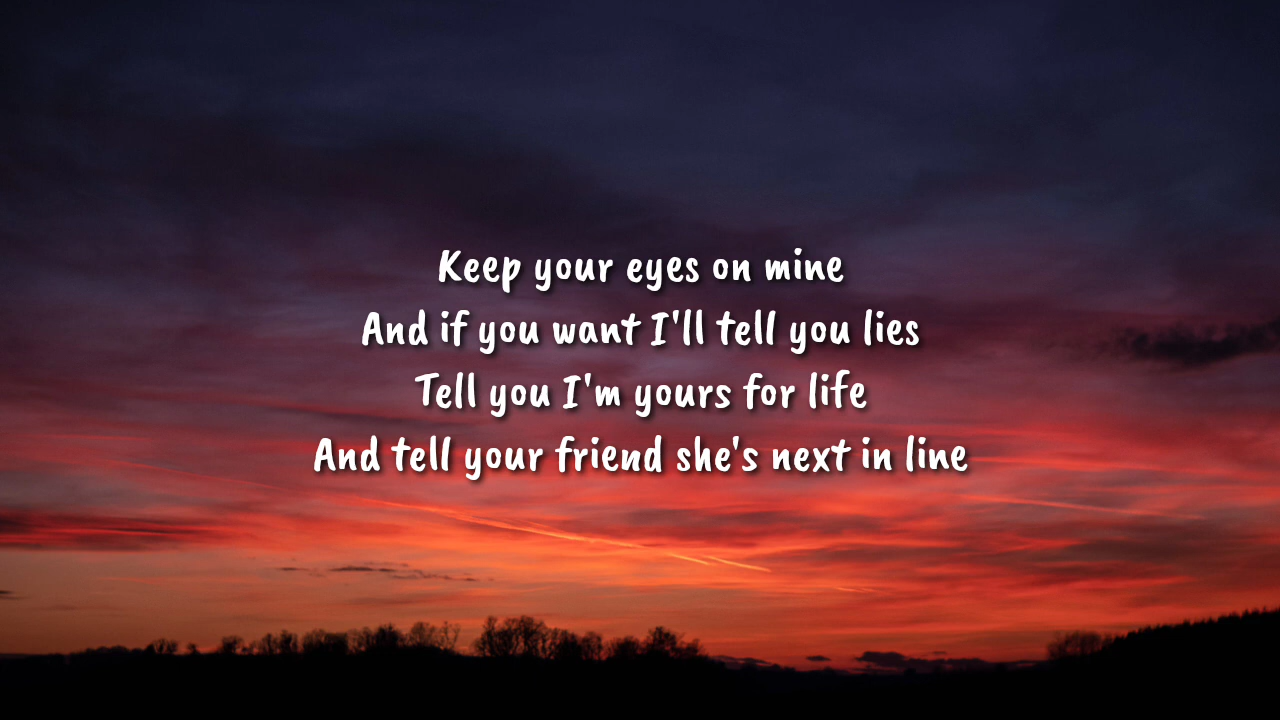 Keep your eyes on mine
And if you want I'll tell you lies
Tell you I'm yours for life
And tell your friend she's next in line